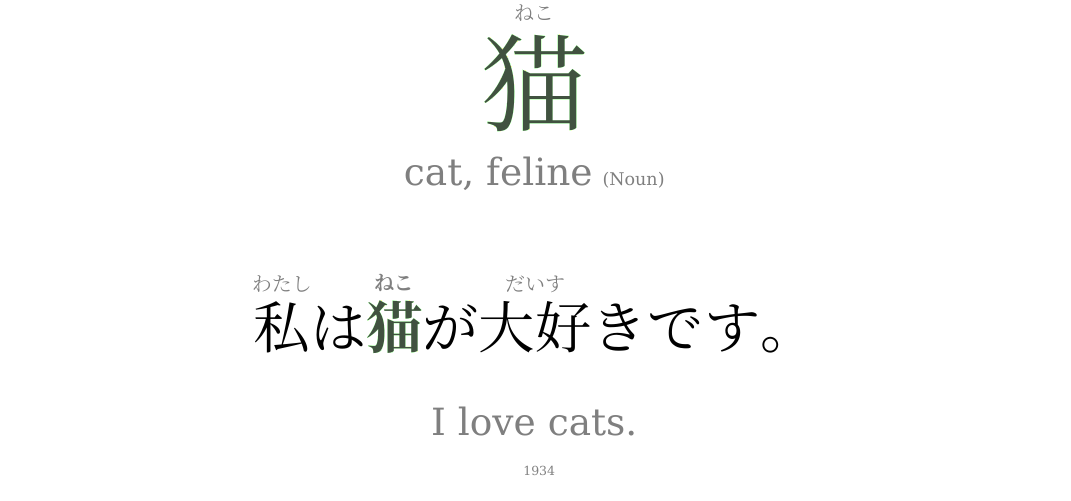 ねこ
猫
cat, feline (Noun)
わたし ねこ だいす
私は猫が大好きです。
I love cats.
1934